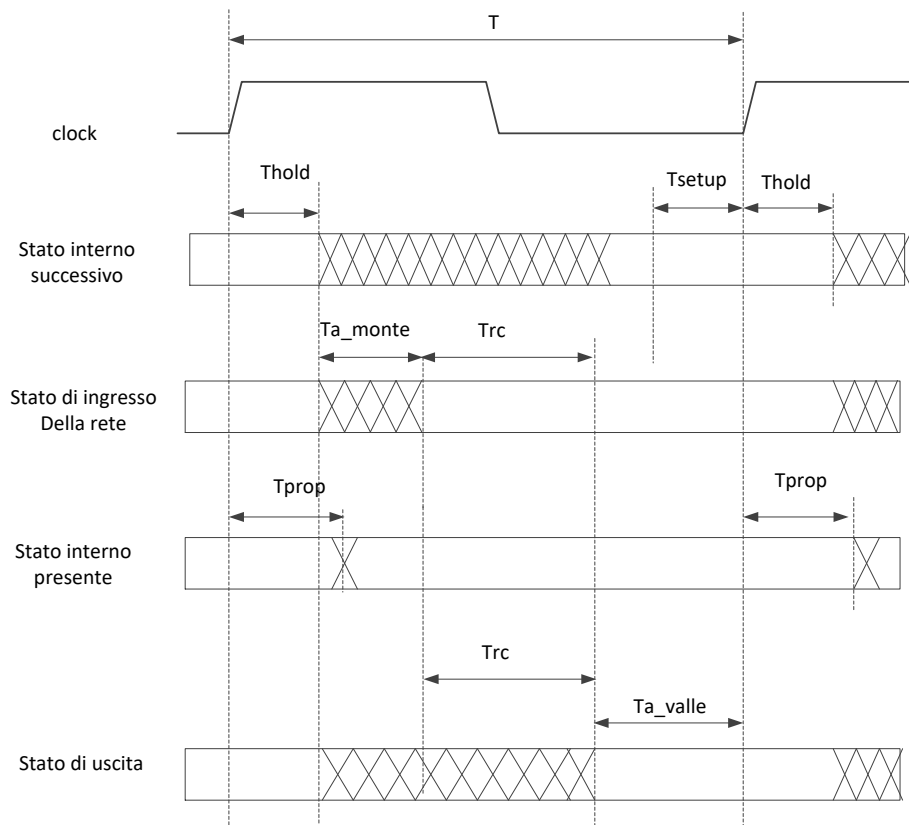 T
clock
Thold
Tsetup
Thold
Stato interno
successivo
Ta_monte
Trc
Stato di ingresso
Della rete
Tprop
Tprop
Stato interno
presente
Trc
Ta_valle
Stato di uscita